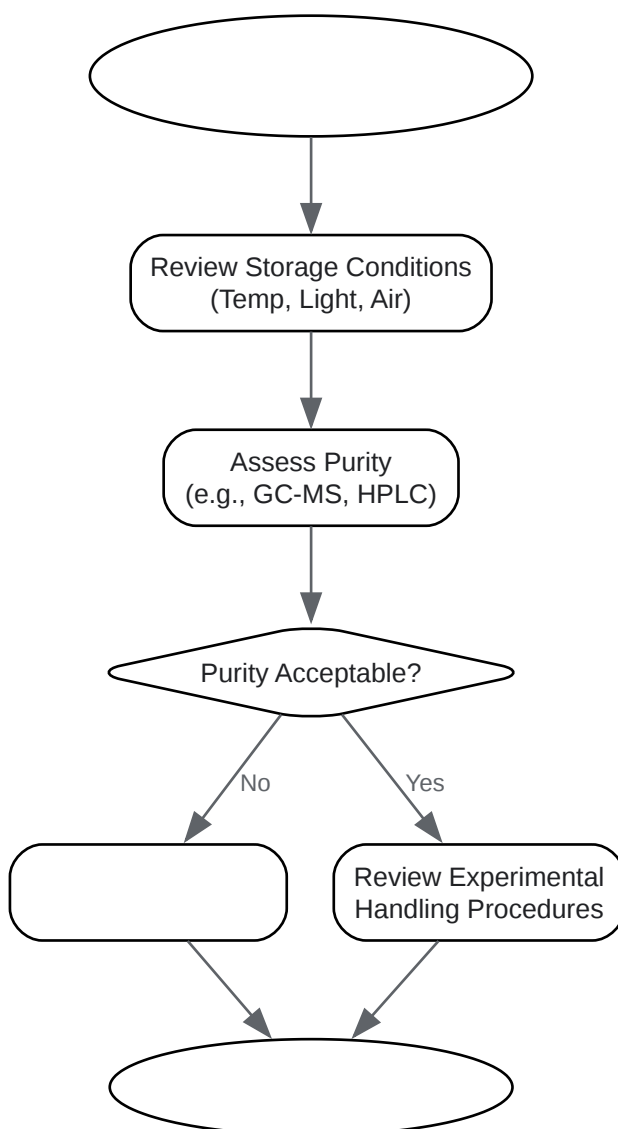 Review Storage Conditions
(Temp, Light, Air)
Assess Purity
(e.g., GC-MS, HPLC)
Purity Acceptable?
No
Yes
Review Experimental
Handling Procedures